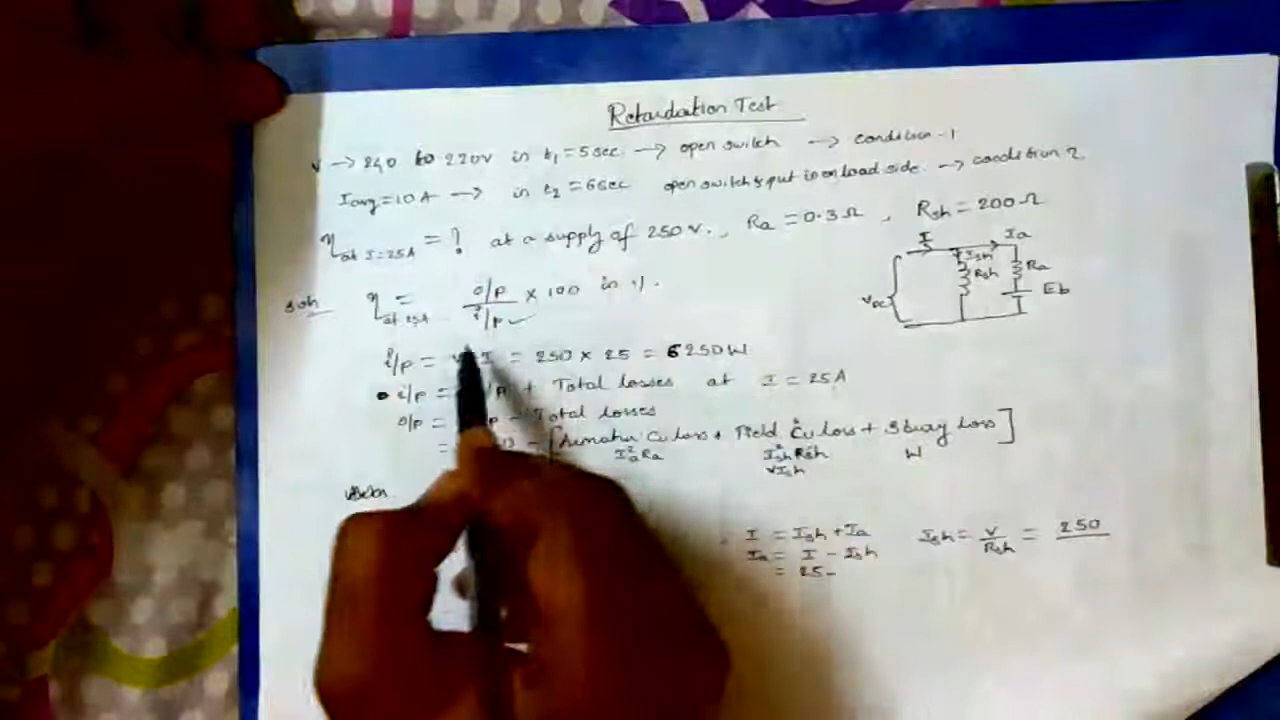 Retardation Test
V → 240 to 220V in t₁ = 5 sec. → open switch → condition-1
Iavg = 10 A → in t₂ = 6 sec open switch & put in on load side. → condition 2
η at I = 25A = ? at a supply of 250 V., Ra = 0.3 Ω , Rsh = 200 Ω
I Ia
Ish
Rsh Ra
VDC Eb
Soln η at 25A = o/p / i/p × 100 in %.
i/p = I = 250 × 25 = 6250W
i/p = + Total losses at I = 25A
o/p = - Total losses
= - [Armature Cu loss + Field Cu loss + Stray loss]
Ia²Ra Ish²Rsh W
VIsh
When
I = Ish + Ia Ish = V/Rsh = 250
Ia = I - Ish
= 25 -